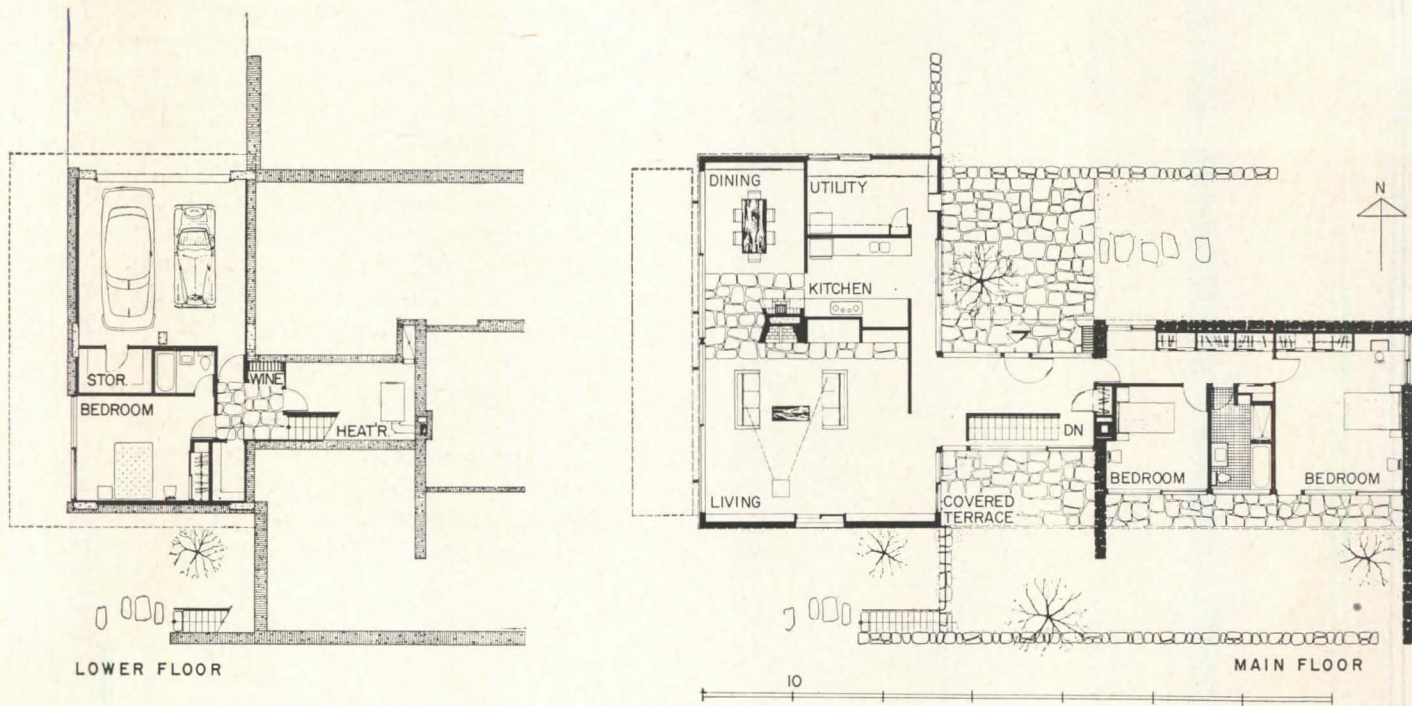 STOR.
WINE
BEDROOM
HEAT'R.
LOWER FLOOR
DINING
UTILITY
N
KITCHEN
DN
LIVING
COVERED
TERRACE
BEDROOM
BEDROOM
MAIN FLOOR
10